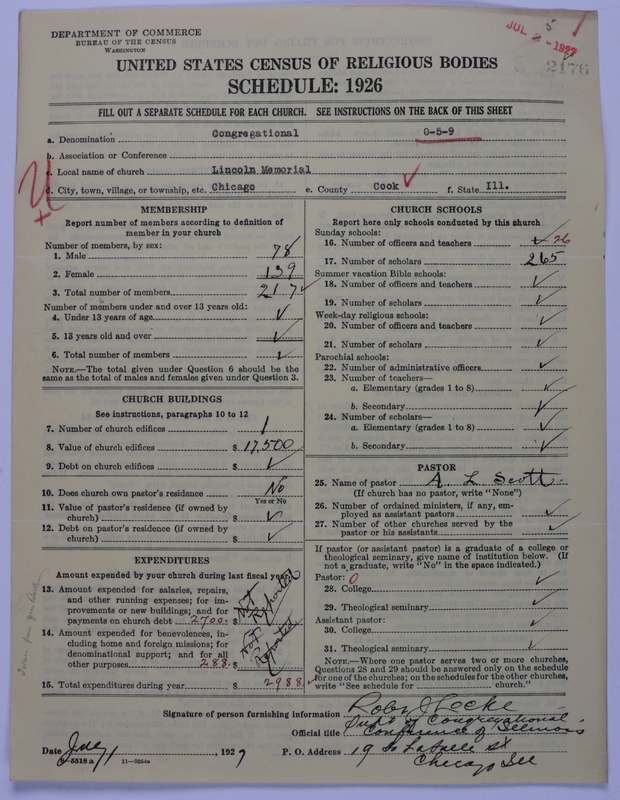 DEPARTMENT OF COMMERCE
BUREAU OF THE CENSUS
WASHINGTON
JUL 5 - 1927
2176
UNITED STATES CENSUS OF RELIGIOUS BODIES
SCHEDULE: 1926
FILL OUT A SEPARATE SCHEDULE FOR EACH CHURCH. SEE INSTRUCTIONS ON THE BACK OF THIS SHEET
a. Denomination Congregational 0-5-9
b. Association or Conference
c. Local name of church Lincoln Memorial
d. City, town, village, or township, etc. Chicago e. County Cook f. State Ill.
MEMBERSHIP
Report number of members according to definition of
member in your church
Number of members, by sex:
1. Male 78
2. Female 139
3. Total number of members 217
Number of members under and over 13 years old:
4. Under 13 years of age ✓
5. 13 years old and over ✓
6. Total number of members ✓
NOTE.—The total given under Question 6 should be the
same as the total of males and females given under Question 3.
CHURCH BUILDINGS
See instructions, paragraphs 10 to 12
7. Number of church edifices 1
8. Value of church edifices $ 17,500
9. Debt on church edifices $ ✓
10. Does church own pastor's residence No
Yes or No
11. Value of pastor's residence (if owned by
church) $ ✓
12. Debt on pastor's residence (if owned by
church) $ ✓
EXPENDITURES
Amount expended by your church during last fiscal year
13. Amount expended for salaries, repairs,
and other running expenses; for im-
provements or new buildings; and for
payments on church debt 2700 $ Not Reported
14. Amount expended for benevolences, in-
cluding home and foreign missions; for
denominational support; and for all
other purposes 288 $ Not Reported
15. Total expenditures during year $ 2988
CHURCH SCHOOLS
Report here only schools conducted by this church
Sunday schools:
16. Number of officers and teachers 26
17. Number of scholars 265
Summer vacation Bible schools:
18. Number of officers and teachers ✓
19. Number of scholars ✓
Week-day religious schools:
20. Number of officers and teachers ✓
21. Number of scholars ✓
Parochial schools:
22. Number of administrative officers ✓
23. Number of teachers—
a. Elementary (grades 1 to 8) ✓
b. Secondary ✓
24. Number of scholars—
a. Elementary (grades 1 to 8) ✓
b. Secondary ✓
PASTOR
25. Name of pastor A. L. Scott
(If church has no pastor, write "None")
26. Number of ordained ministers, if any, em-
ployed as assistant pastors ✓
27. Number of other churches served by the
pastor or his assistants ✓
If pastor (or assistant pastor) is a graduate of a college or
theological seminary, give name of institution below. (If
not a graduate, write "No" in the space indicated.)
Pastor: 0
28. College ✓
29. Theological seminary ✓
Assistant pastor:
30. College ✓
31. Theological seminary ✓
NOTE.—Where one pastor serves two or more churches,
Questions 28 and 29 should be answered only on the schedule
for one of the churches; on the schedules for the other churches,
write "See schedule for church."
Signature of person furnishing information Robt J Locke
Official title Supt of Congregational
Conference of Illinois
Date July 1, 1927 P. O. Address 19 So LaSalle St
Chicago Ill
8-5518 a 11—5564a